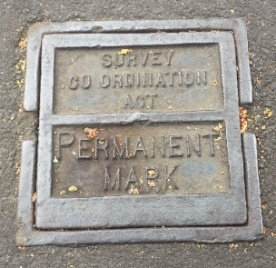 SURVEY
CO ORDINATION
ACT
PERMANENT
MARK